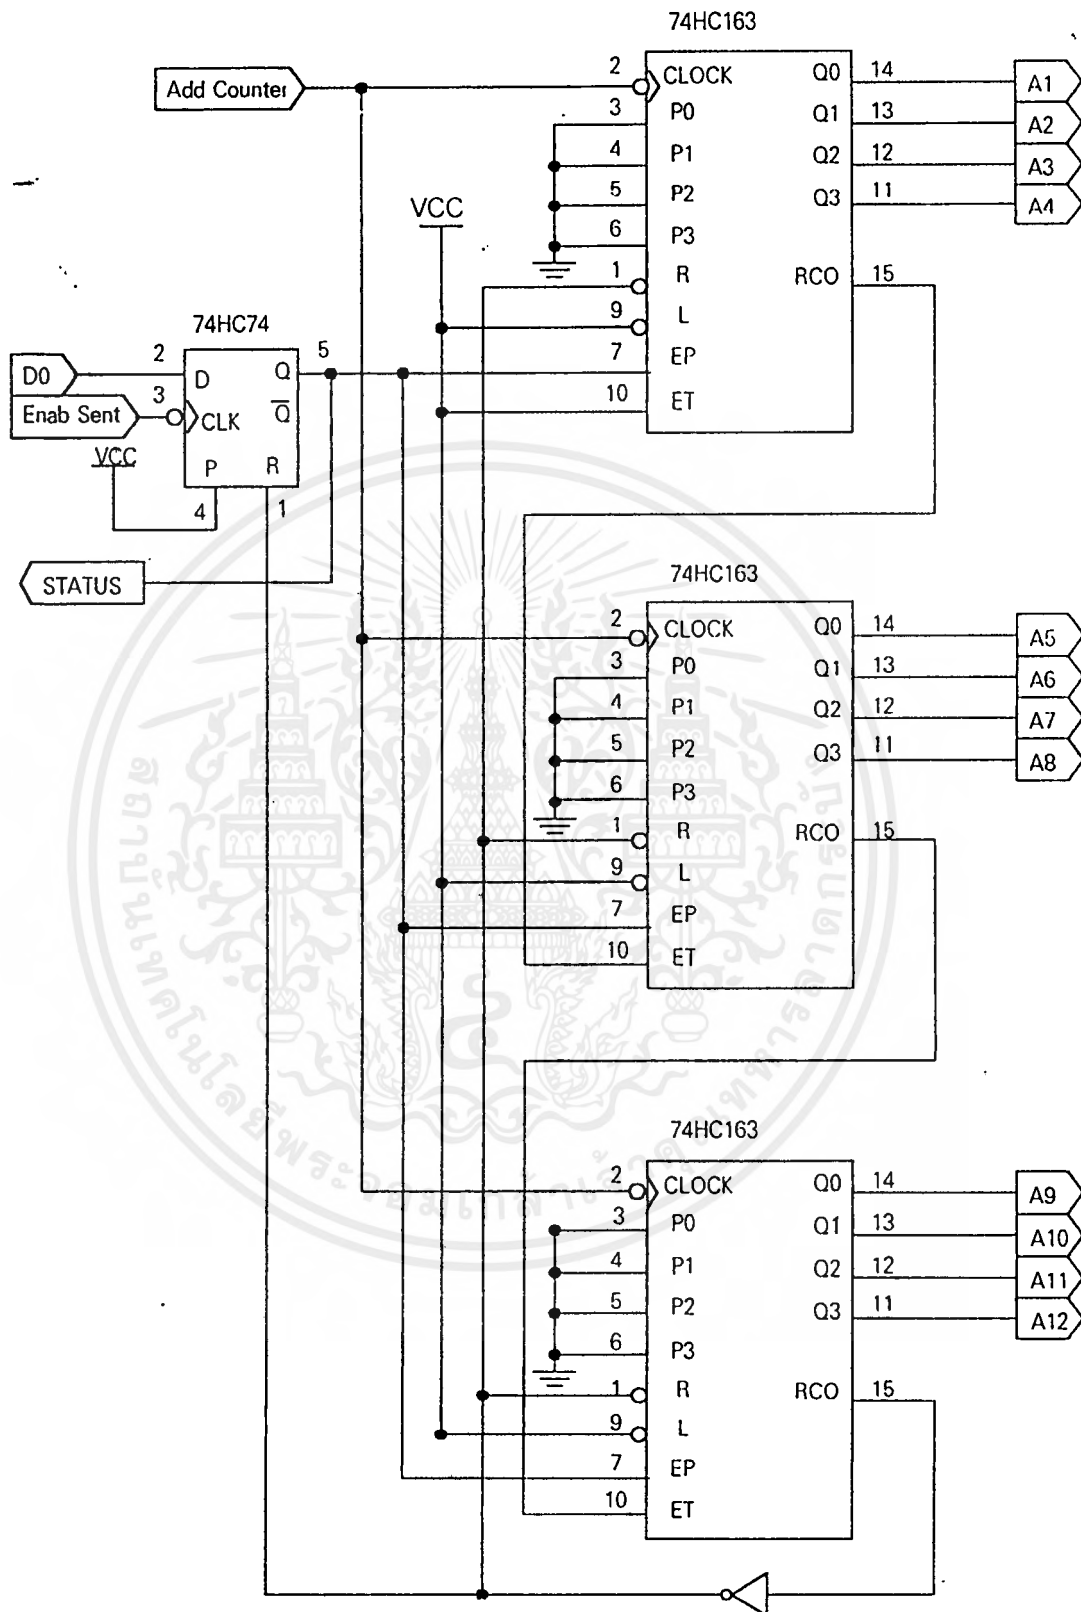 74HC163
Add Counter
2 CLOCK Q0 14 A1
3 P0 Q1 13 A2
4 P1 Q2 12 A3
5 P2 Q3 11 A4
6 P3
VCC
1 R RCO 15
9 L
7 EP
10 ET
74HC74
D0 2 D Q 5
Enab Sent 3 CLK Q
VCC P R
4 1
STATUS
74HC163
2 CLOCK Q0 14 A5
3 P0 Q1 13 A6
4 P1 Q2 12 A7
5 P2 Q3 11 A8
6 P3
1 R RCO 15
9 L
7 EP
10 ET
74HC163
2 CLOCK Q0 14 A9
3 P0 Q1 13 A10
4 P1 Q2 12 A11
5 P2 Q3 11 A12
6 P3
1 R RCO 15
9 L
7 EP
10 ET